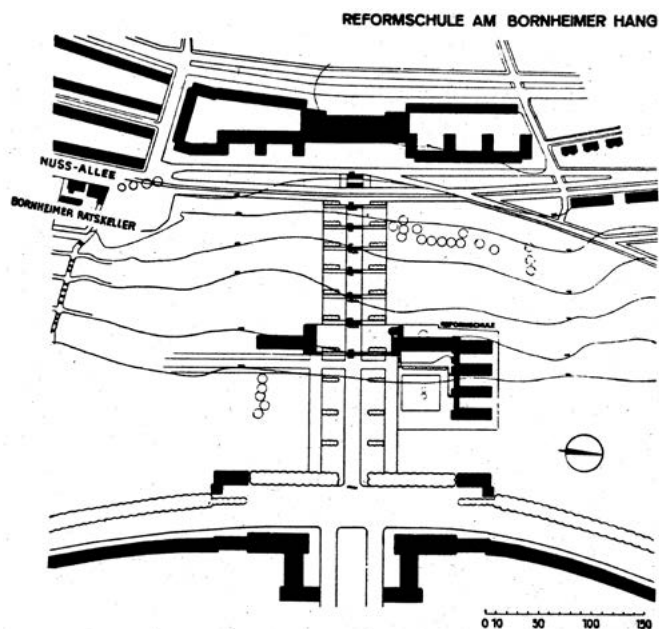 REFORMSCHULE AM BORNHEIMER HANG
NUSS-ALLEE
BORNHEIMER RATSKELLER
REFORMSCHULE
0 10 50 100 150